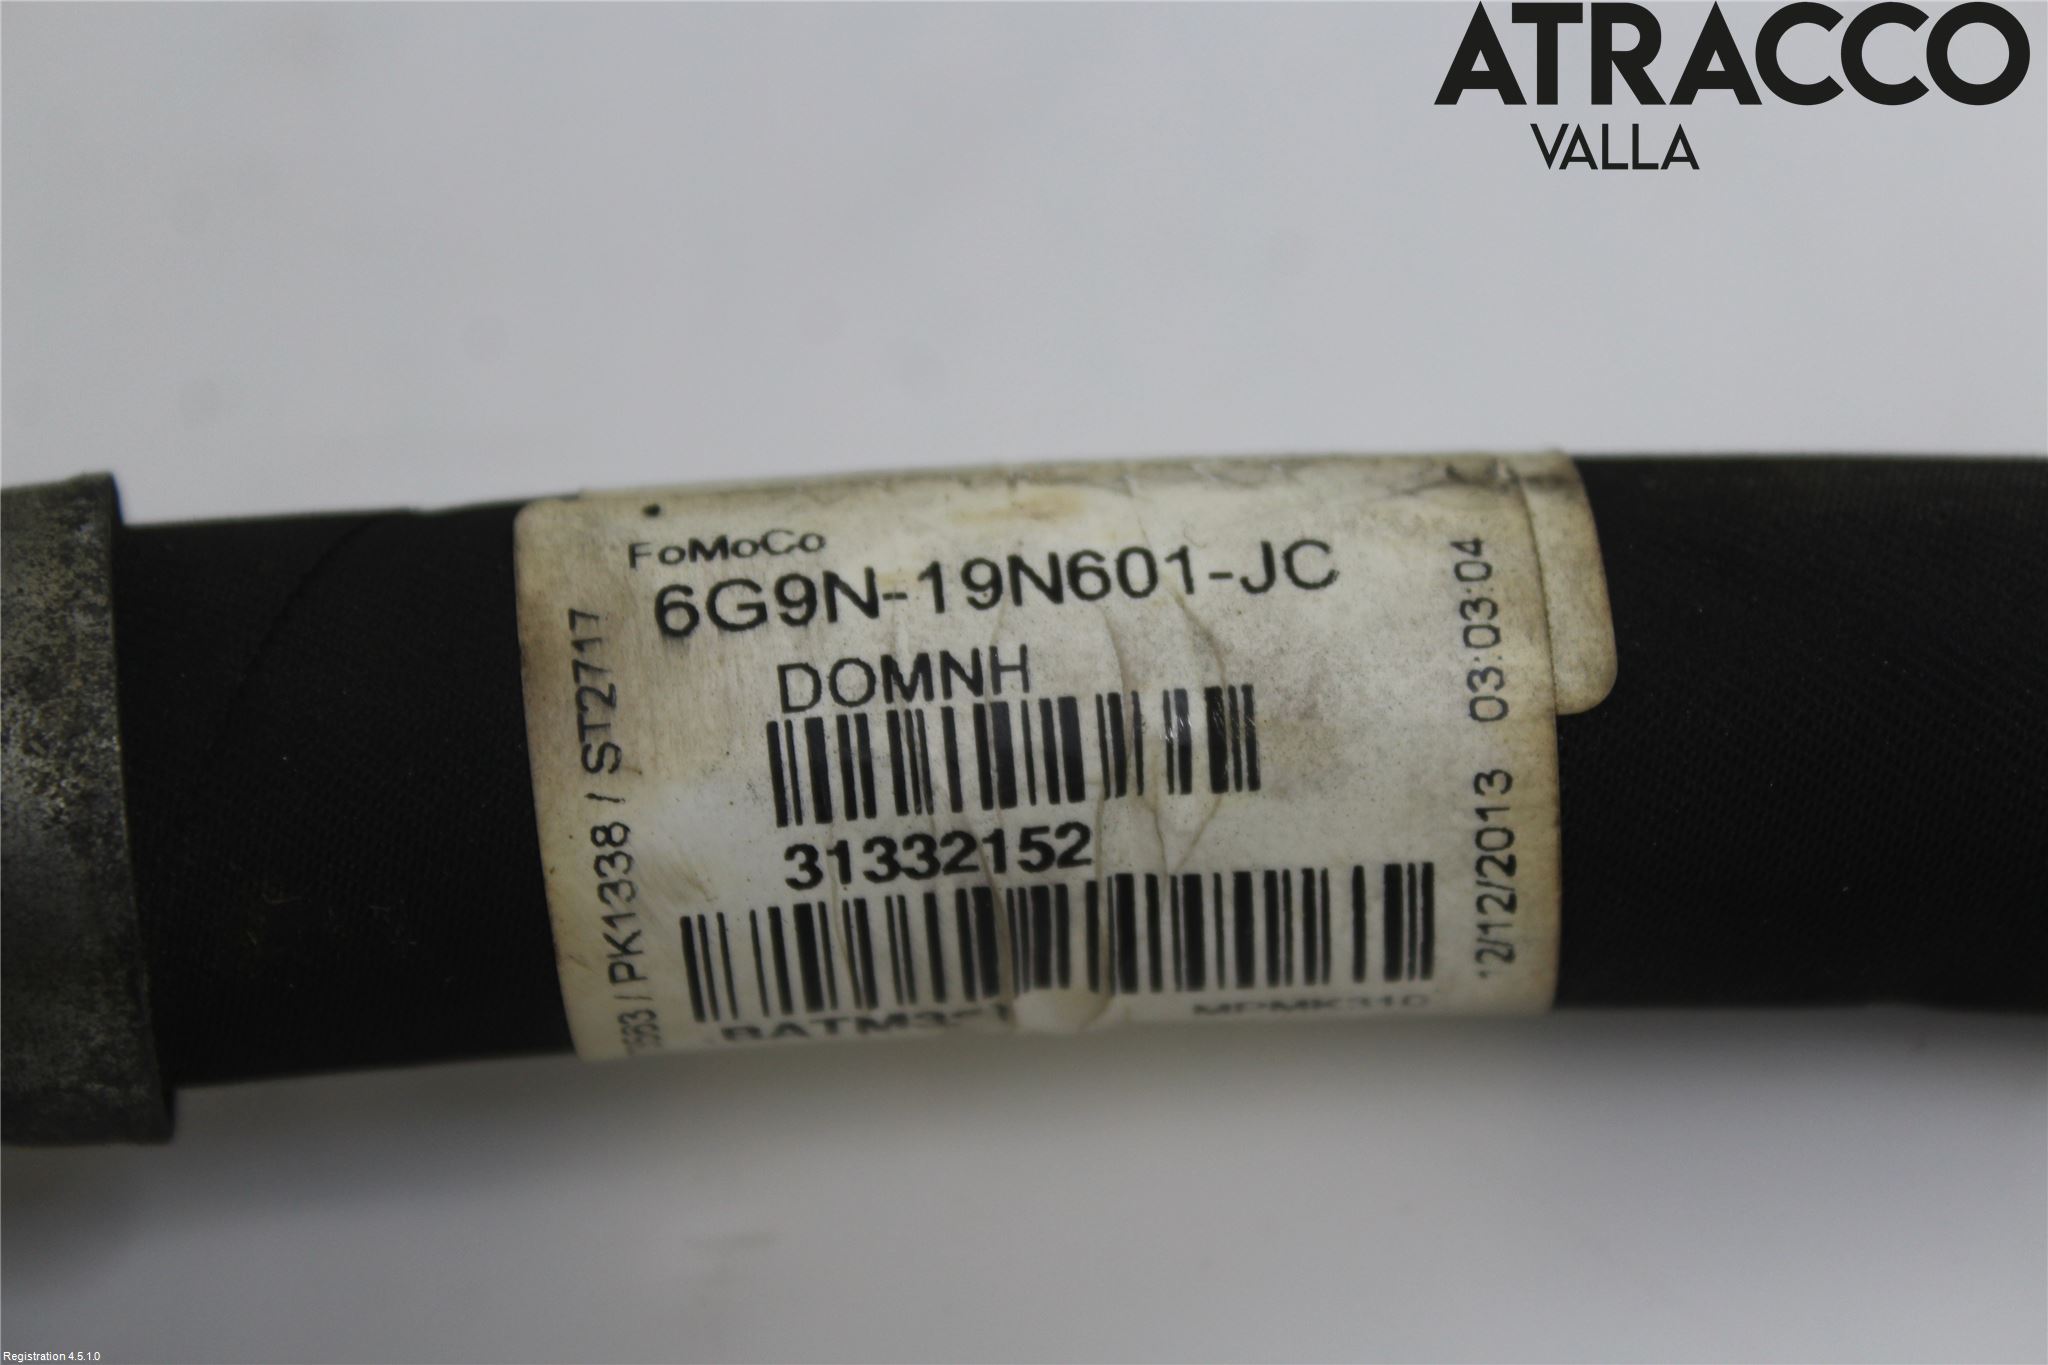 ATRACCO
VALLA
FoMoCo
6G9N-19N601-JC
DOMNH
31332152
/ PK1338 / ST2717
2/12/2013 03:03:04
Registration 4.5.1.0